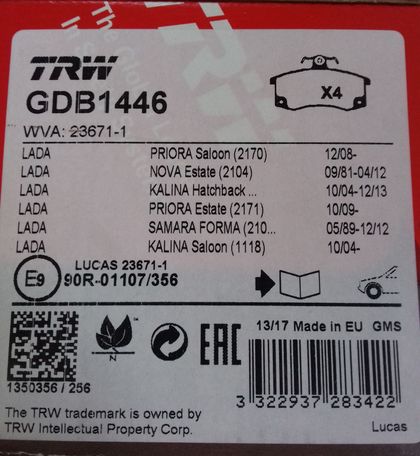 TRW
GDB1446
X4
WVA: 23671-1
LADA PRIORA Saloon (2170) 12/08-
LADA NOVA Estate (2104) 09/81-04/12
LADA KALINA Hatchback ... 10/04-12/13
LADA PRIORA Estate (2171) 10/09-
LADA SAMARA FORMA (210... 05/89-12/12
LADA KALINA Saloon (1118) 10/04-
LUCAS 23671-1
E9 90R-01107/356
13/17 Made in EU GMS
N
EAC
1350356 / 256
3 322937 283422
The TRW trademark is owned by
TRW Intellectual Property Corp.
Lucas